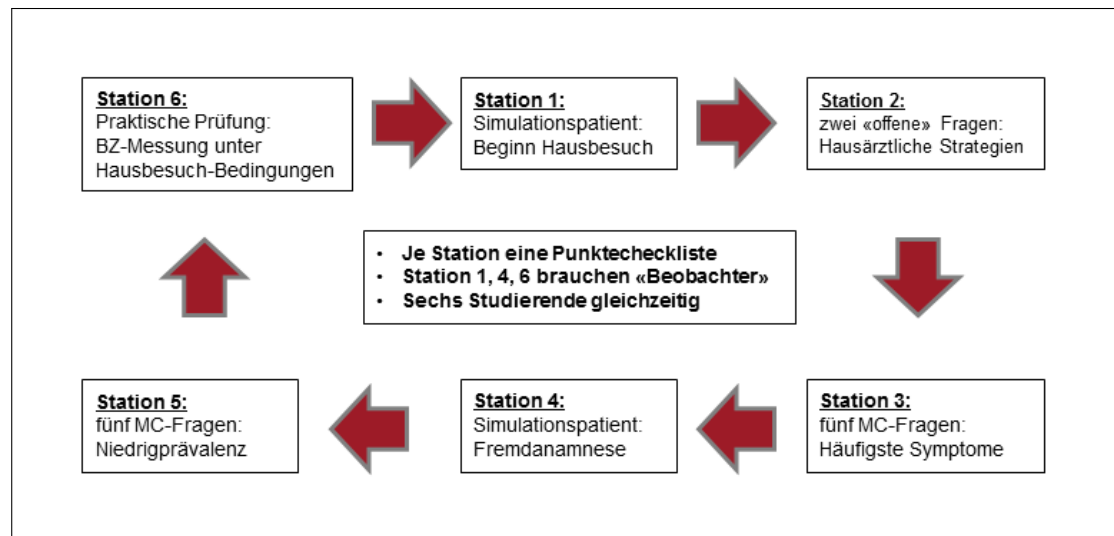 Station 6:
Praktische Prüfung:
BZ-Messung unter
Hausbesuch-Bedingungen
Station 1:
Simulationspatient:
Beginn Hausbesuch
Station 2:
zwei «offene» Fragen:
Hausärztliche Strategien
• Je Station eine Punktecheckliste
• Station 1, 4, 6 brauchen «Beobachter»
• Sechs Studierende gleichzeitig
Station 5:
fünf MC-Fragen:
Niedrigprävalenz
Station 4:
Simulationspatient:
Fremdanamnese
Station 3:
fünf MC-Fragen:
Häufigste Symptome